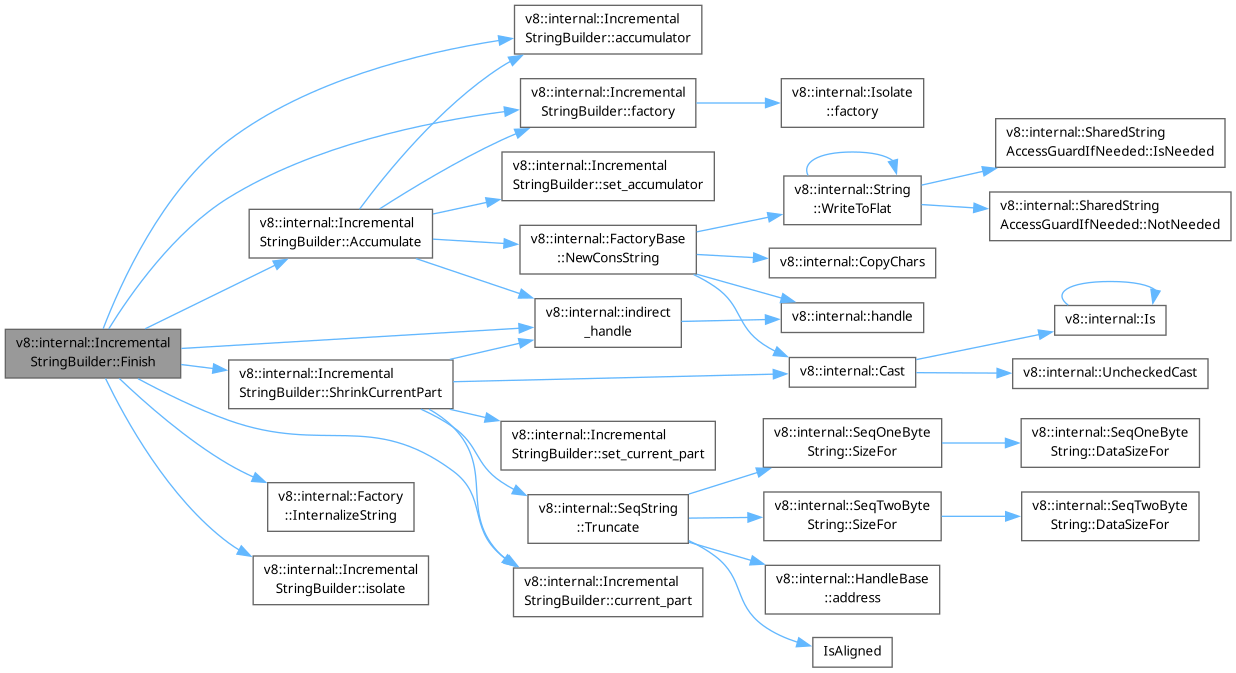 v8::internal::Incremental
StringBuilder::Finish
v8::internal::Incremental
StringBuilder::accumulator
v8::internal::Incremental
StringBuilder::factory
v8::internal::Isolate
::factory
v8::internal::Incremental
StringBuilder::set_accumulator
v8::internal::Incremental
StringBuilder::Accumulate
v8::internal::FactoryBase
::NewConsString
v8::internal::String
::WriteToFlat
v8::internal::SharedString
AccessGuardIfNeeded::IsNeeded
v8::internal::SharedString
AccessGuardIfNeeded::NotNeeded
v8::internal::CopyChars
v8::internal::indirect
_handle
v8::internal::handle
v8::internal::Is
v8::internal::Cast
v8::internal::UncheckedCast
v8::internal::Incremental
StringBuilder::ShrinkCurrentPart
v8::internal::Incremental
StringBuilder::set_current_part
v8::internal::SeqOneByte
String::SizeFor
v8::internal::SeqOneByte
String::DataSizeFor
v8::internal::SeqString
::Truncate
v8::internal::SeqTwoByte
String::SizeFor
v8::internal::SeqTwoByte
String::DataSizeFor
v8::internal::HandleBase
::address
IsAligned
v8::internal::Factory
::InternalizeString
v8::internal::Incremental
StringBuilder::isolate
v8::internal::Incremental
StringBuilder::current_part